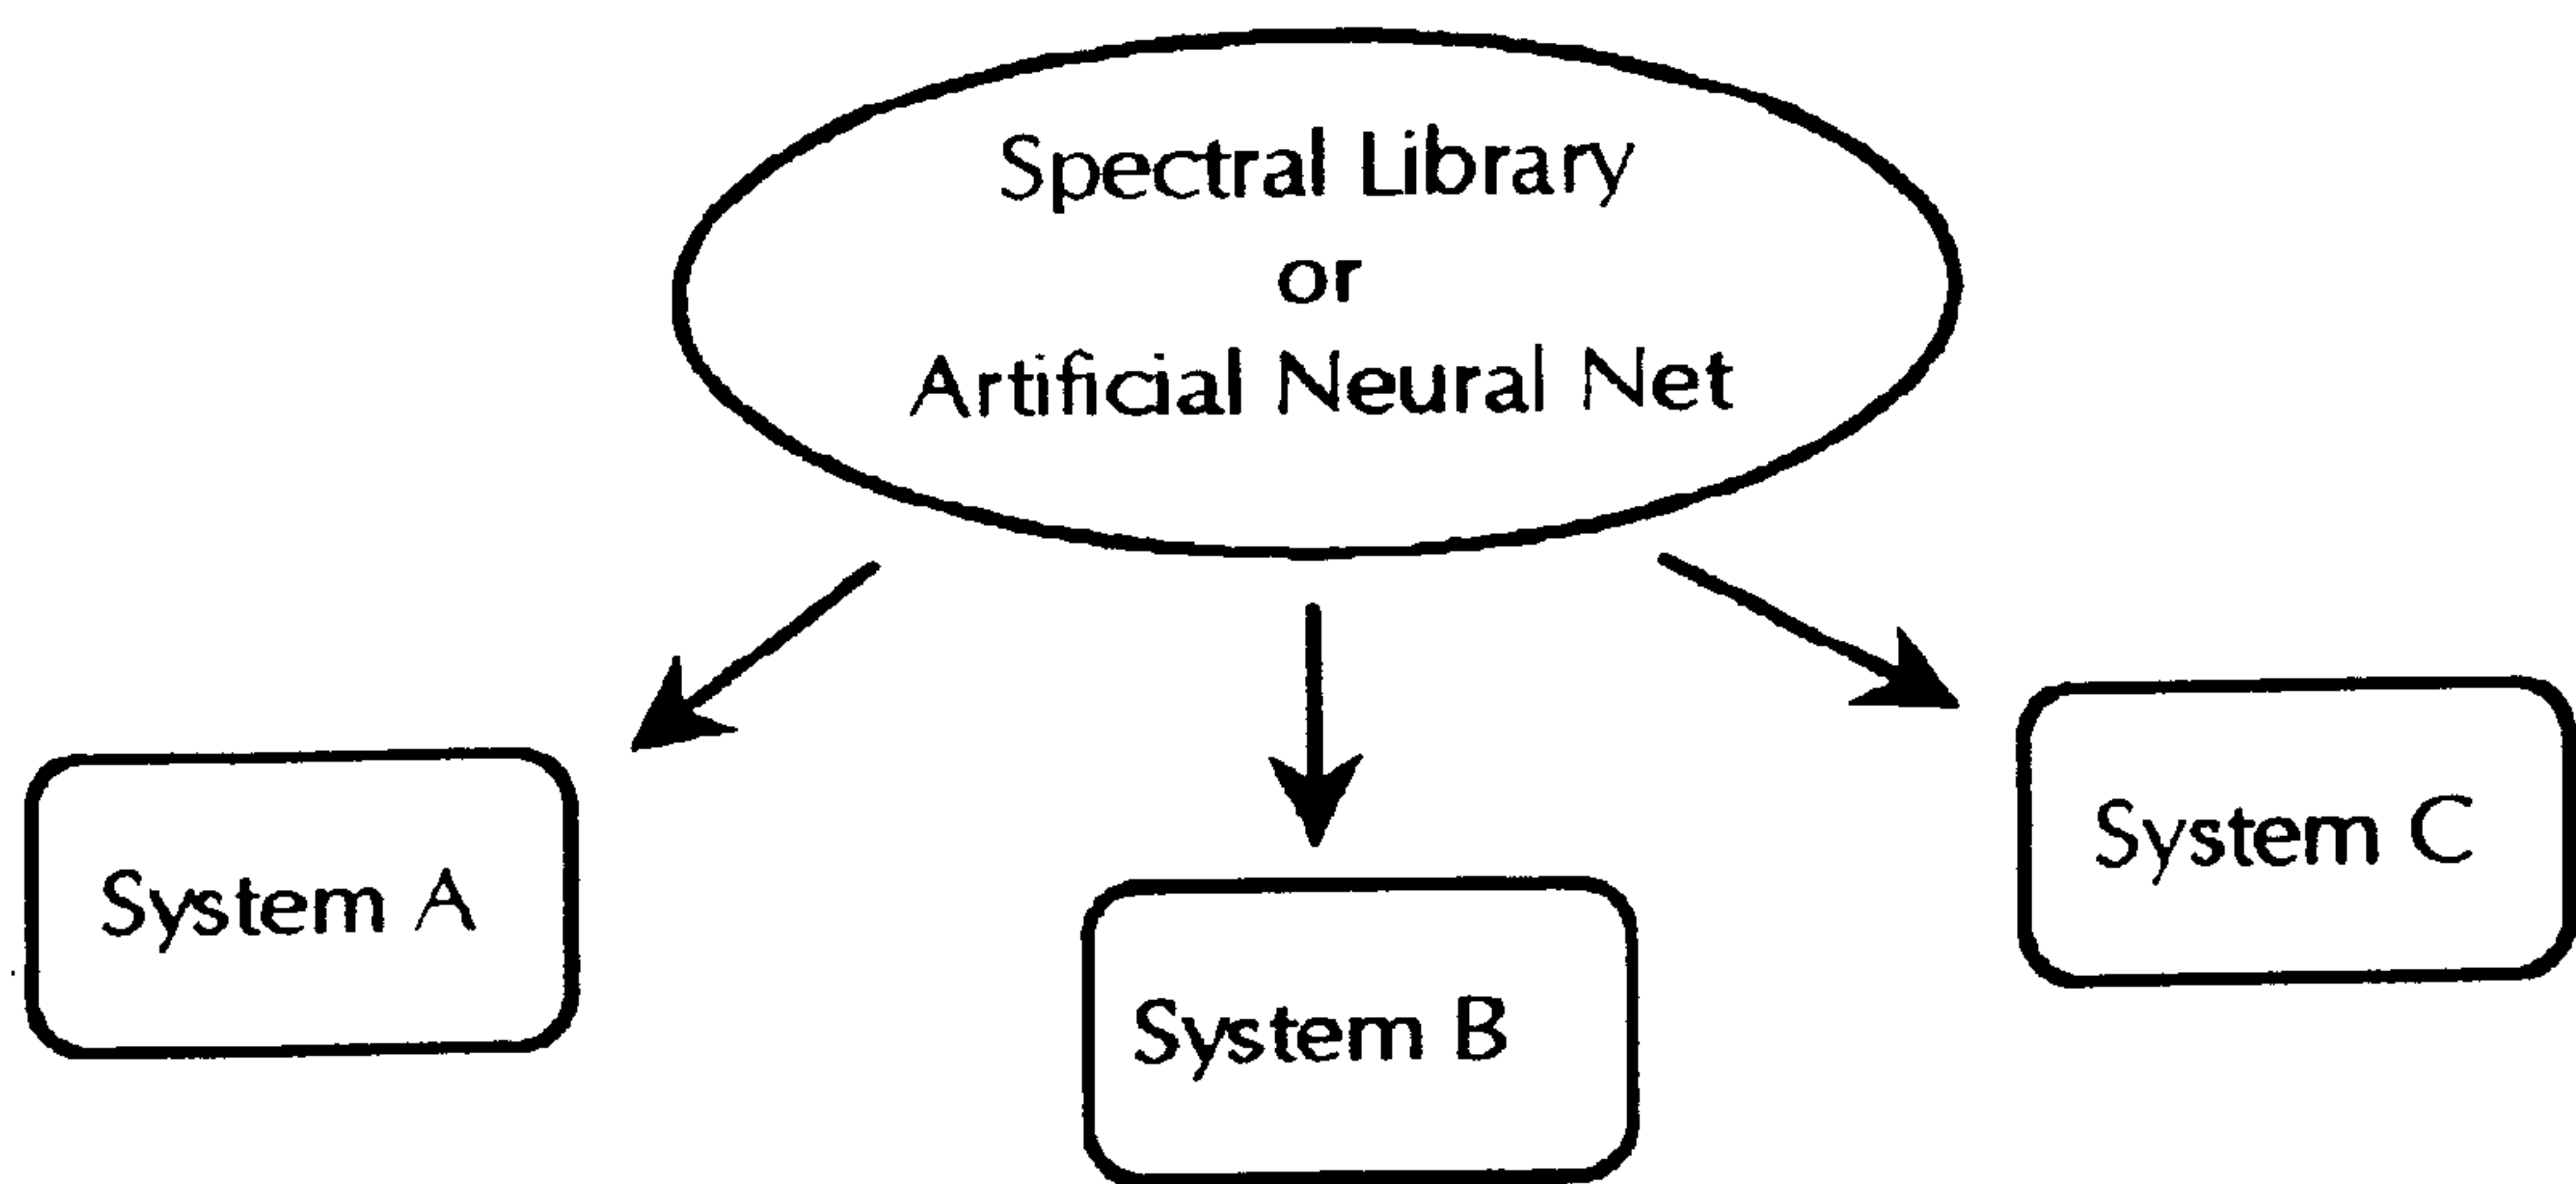 Spectral Library
or
Artificial Neural Net
System A
System B
System C